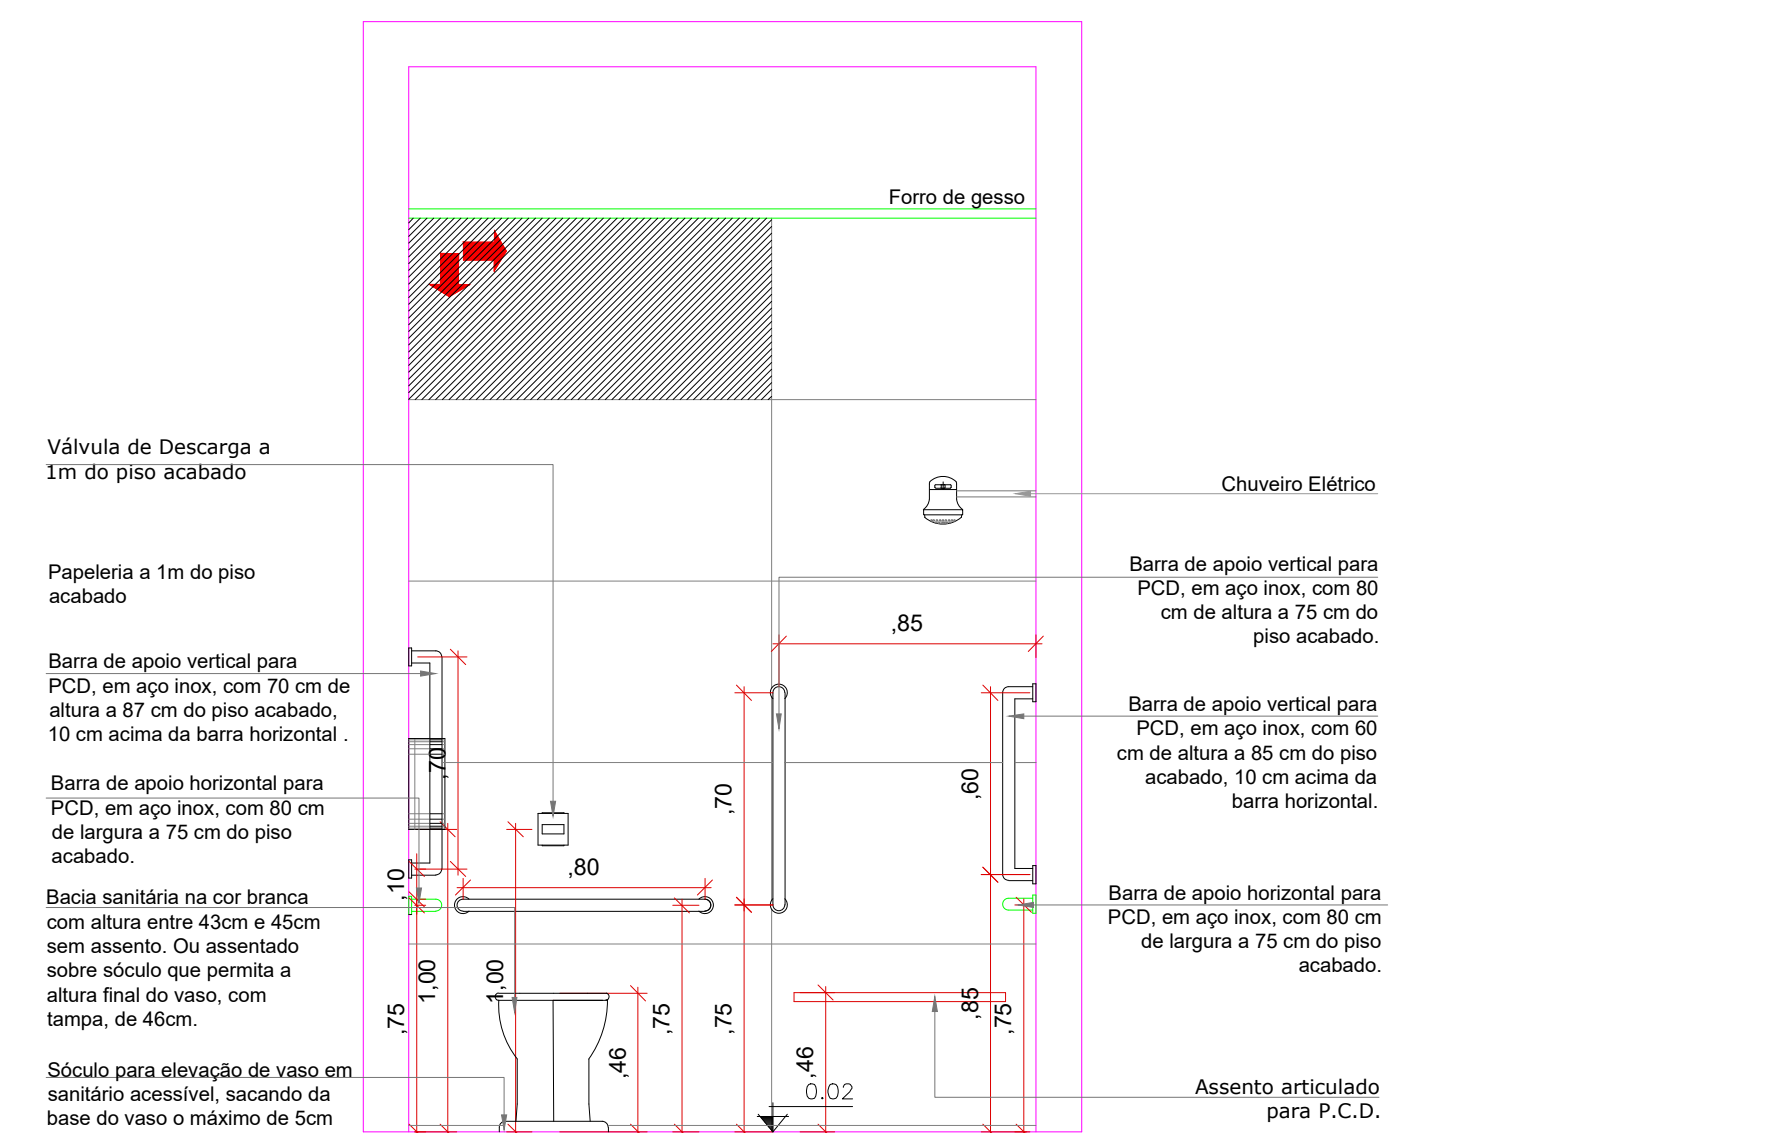 Forro de gesso
Válvula de Descarga a
1m do piso acabado
Papeleria a 1m do piso
acabado
Barra de apoio vertical para
PCD, em aço inox, com 70 cm de
altura a 87 cm do piso acabado,
10 cm acima da barra horizontal .
Barra de apoio horizontal para
PCD, em aço inox, com 80 cm
de largura a 75 cm do piso
acabado.
Bacia sanitária na cor branca
com altura entre 43cm e 45cm
sem assento. Ou assentado
sobre sóculo que permita a
altura final do vaso, com
tampa, de 46cm.
Sóculo para elevação de vaso em
sanitário acessível, sacando da
base do vaso o máximo de 5cm
,70
,10
,75
1,00
1,00
,80
,46
,75
,70
,75
,85
,60
,85
,75
,46
0.02
Chuveiro Elétrico
Barra de apoio vertical para
PCD, em aço inox, com 80
cm de altura a 75 cm do
piso acabado.
Barra de apoio vertical para
PCD, em aço inox, com 60
cm de altura a 85 cm do piso
acabado, 10 cm acima da
barra horizontal.
Barra de apoio horizontal para
PCD, em aço inox, com 80 cm
de largura a 75 cm do piso
acabado.
Assento articulado
para P.C.D.